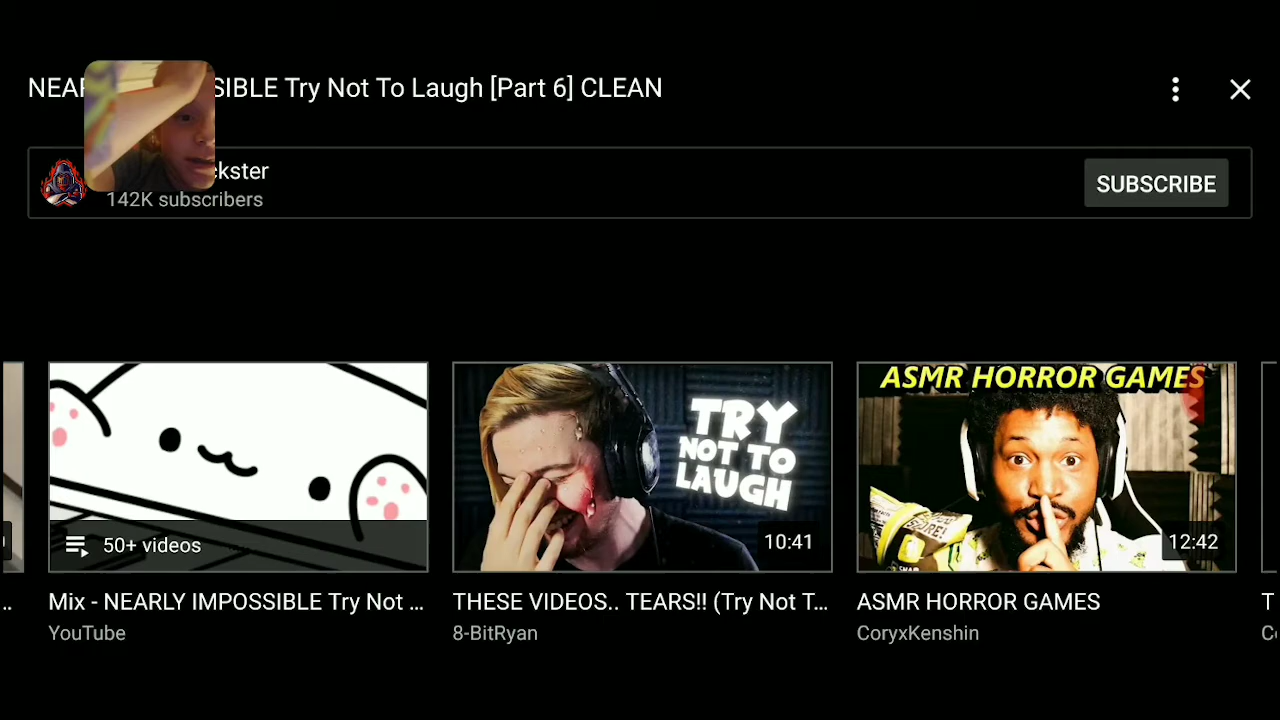 SIBLE Try Not To Laugh [Part 6] CLEAN
kster
142K subscribers
SUBSCRIBE
50+ videos
TRY
NOT TO
LAUGH
10:41
ASMR HORROR GAMES
12:42
Mix - NEARLY IMPOSSIBLE Try Not ...
YouTube
THESE VIDEOS.. TEARS!! (Try Not T...
8-BitRyan
ASMR HORROR GAMES
CoryxKenshin